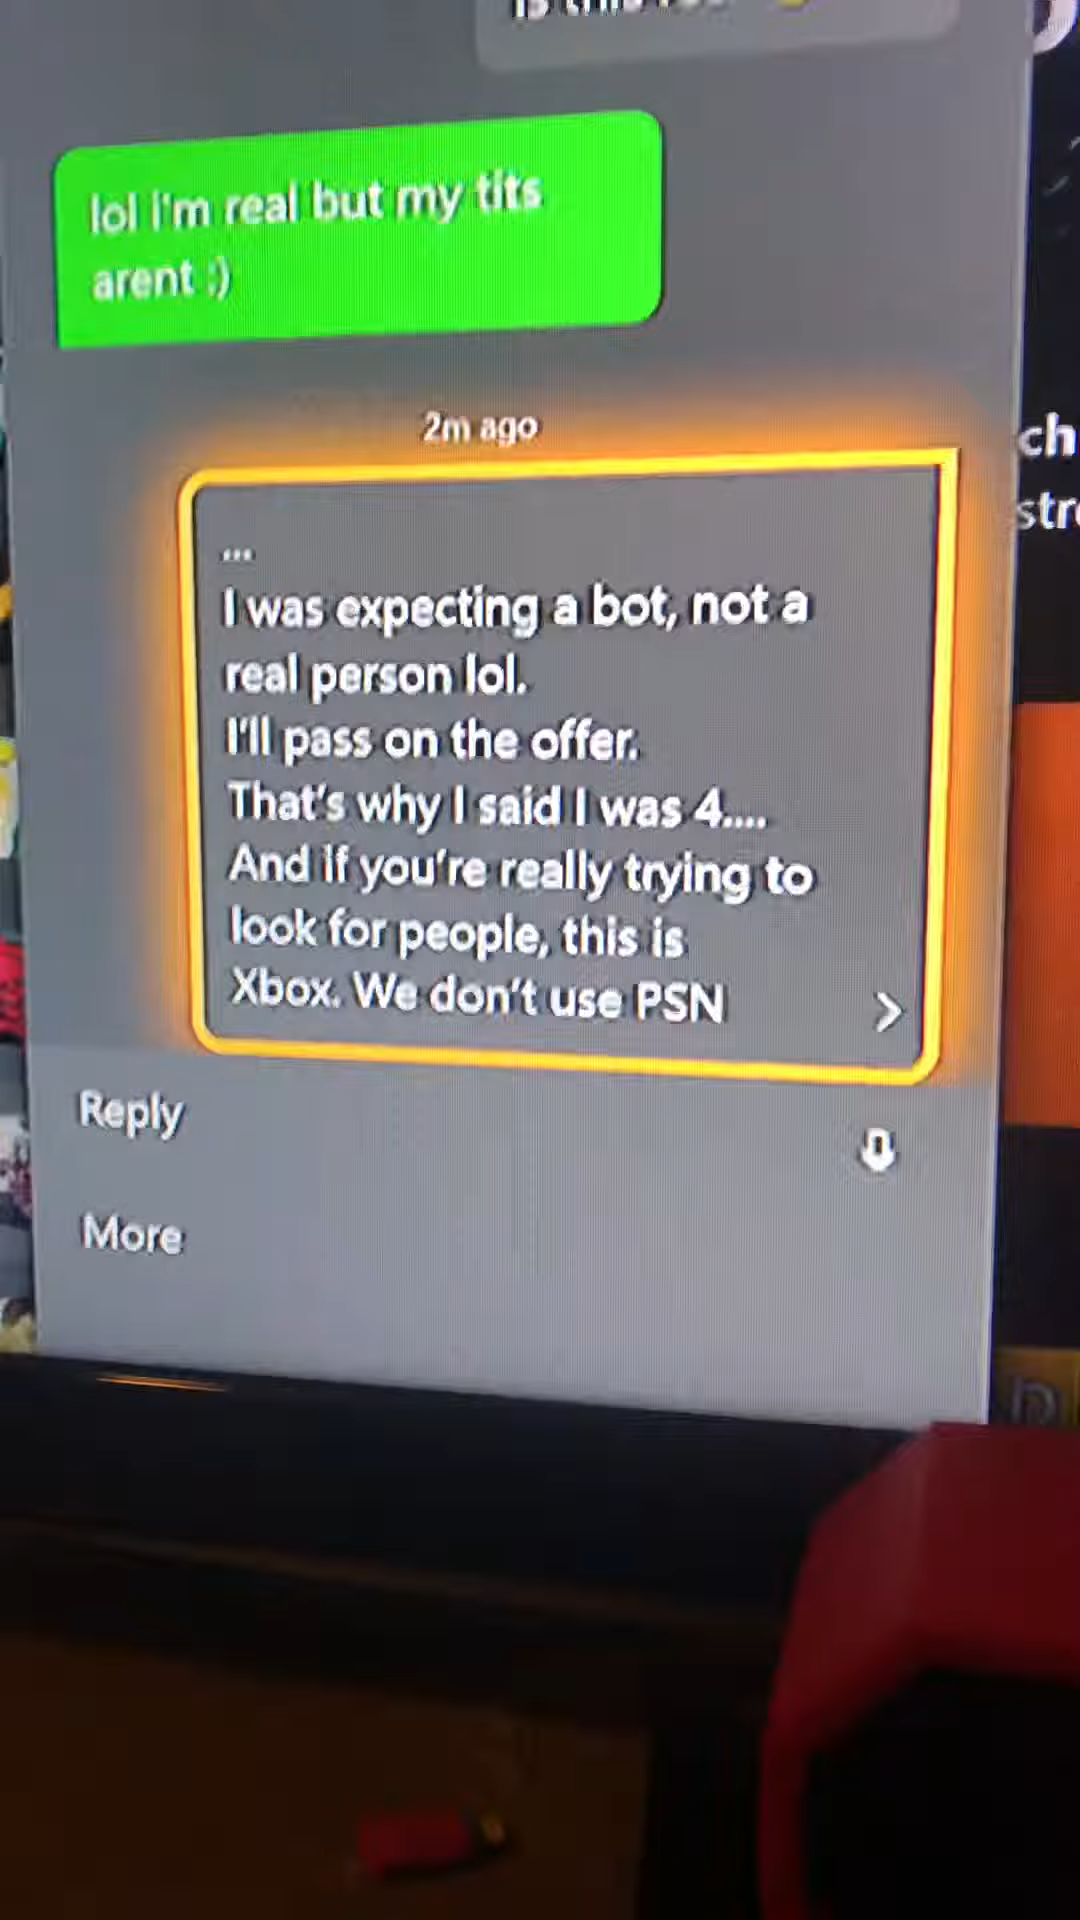 lol i'm real but my tits
arent :)
2m ago
...
I was expecting a bot, not a
real person lol.
I'll pass on the offer.
That's why I said I was 4....
And if you're really trying to
look for people, this is
Xbox. We don't use PSN
Reply
More